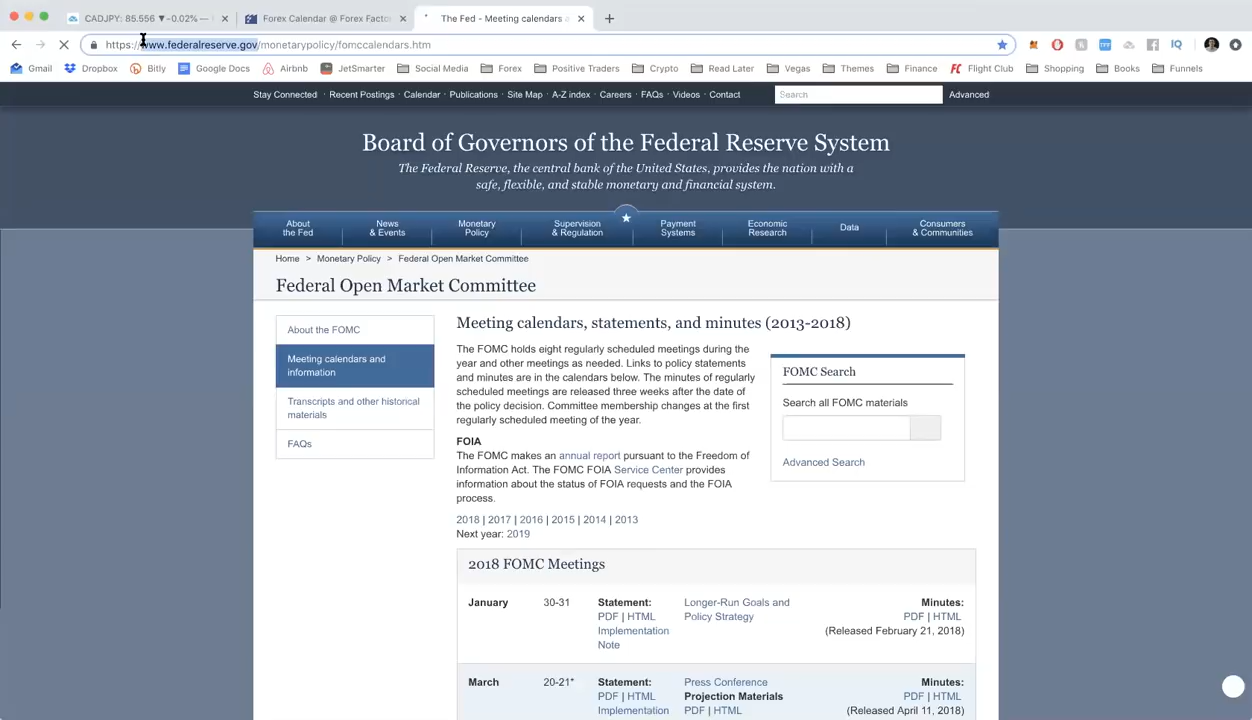 CADJPY: 85.556 ▼-0.02% —
Forex Calendar @ Forex Facto
The Fed - Meeting calendars a
https://www.federalreserve.gov/monetarypolicy/fomccalendars.htm
Gmail Dropbox Bitly Google Docs Airbnb JetSmarter Social Media Forex Positive Traders Crypto Read Later Vegas Themes Finance Flight Club Shopping Books Funnels
Stay Connected · Recent Postings · Calendar · Publications · Site Map · A-Z index · Careers · FAQs · Videos · Contact
Search
Advanced
Board of Governors of the Federal Reserve System
The Federal Reserve, the central bank of the United States, provides the nation with a
safe, flexible, and stable monetary and financial system.
About
the Fed
News
& Events
Monetary
Policy
Supervision
& Regulation
Payment
Systems
Economic
Research
Data
Consumers
& Communities
Home > Monetary Policy > Federal Open Market Committee
Federal Open Market Committee
About the FOMC
Meeting calendars and
information
Transcripts and other historical
materials
FAQs
Meeting calendars, statements, and minutes (2013-2018)
The FOMC holds eight regularly scheduled meetings during the
year and other meetings as needed. Links to policy statements
and minutes are in the calendars below. The minutes of regularly
scheduled meetings are released three weeks after the date of
the policy decision. Committee membership changes at the first
regularly scheduled meeting of the year.
FOIA
The FOMC makes an annual report pursuant to the Freedom of
Information Act. The FOMC FOIA Service Center provides
information about the status of FOIA requests and the FOIA
process.
2018 | 2017 | 2016 | 2015 | 2014 | 2013
Next year: 2019
FOMC Search
Search all FOMC materials
Advanced Search
2018 FOMC Meetings
January
30-31
Statement:
PDF | HTML
Implementation
Note
Longer-Run Goals and
Policy Strategy
Minutes:
PDF | HTML
(Released February 21, 2018)
March
20-21*
Statement:
PDF | HTML
Implementation
Press Conference
Projection Materials
PDF | HTML
Minutes:
PDF | HTML
(Released April 11, 2018)